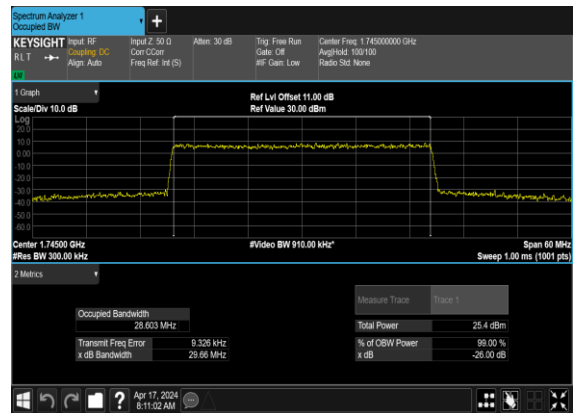 Spectrum Analyzer 1
Occupied BW
+
KEYSIGHT Input: RF Input Z: 50 Ω Atten: 30 dB Trig: Free Run Center Freq: 1.745000000 GHz
RLT Coupling: DC Corr CCorr Gate: Off Avg|Hold: 100/100
Align: Auto Freq Ref: Int (S) #IF Gain: Low Radio Std: None
LW
1 Graph
Ref Lvl Offset 11.00 dB
Scale/Div 10.0 dB Ref Value 30.00 dBm
Log
20.0
10.0
0.00
-10.0
-20.0
-30.0
-40.0
-50.0
-60.0
Center 1.74500 GHz #Video BW 910.00 kHz* Span 60 MHz
#Res BW 300.00 kHz Sweep 1.00 ms (1001 pts)
2 Metrics
Measure Trace Trace 1
Occupied Bandwidth
28.603 MHz Total Power 25.4 dBm
Transmit Freq Error 9.326 kHz % of OBW Power 99.00 %
x dB Bandwidth 29.66 MHz x dB -26.00 dB
? Apr 17, 2024
8:11:02 AM